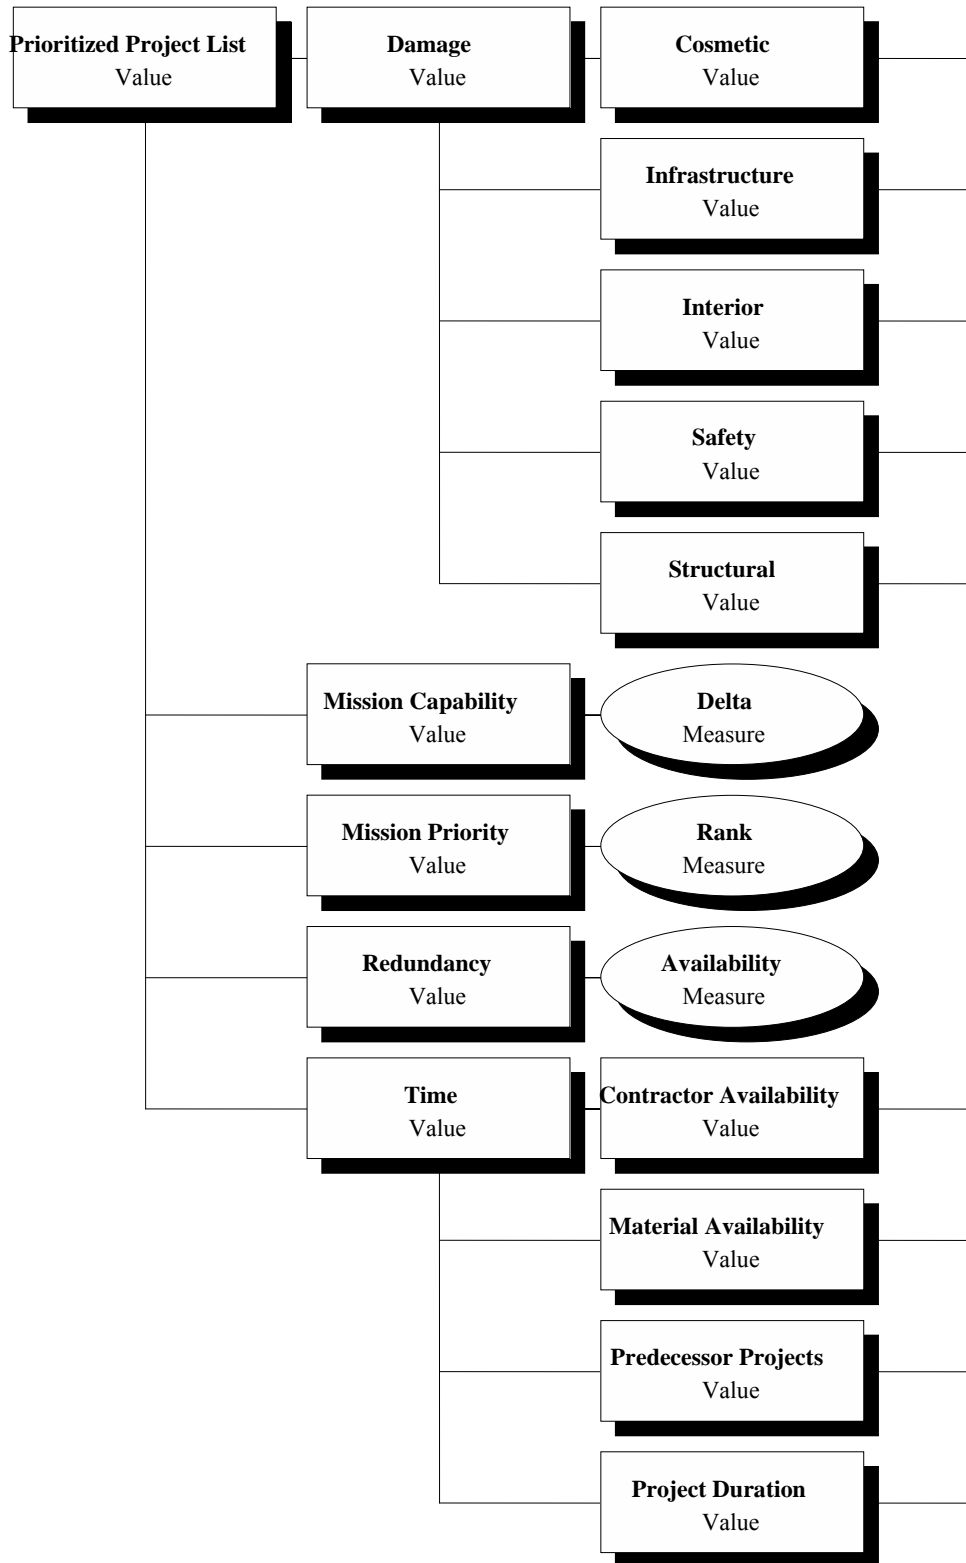 Prioritized Project List
Value
Damage
Value
Cosmetic
Value
Infrastructure
Value
Interior
Value
Safety
Value
Structural
Value
Mission Capability
Value
Delta
Measure
Mission Priority
Value
Rank
Measure
Redundancy
Value
Availability
Measure
Time
Value
Contractor Availability
Value
Material Availability
Value
Predecessor Projects
Value
Project Duration
Value